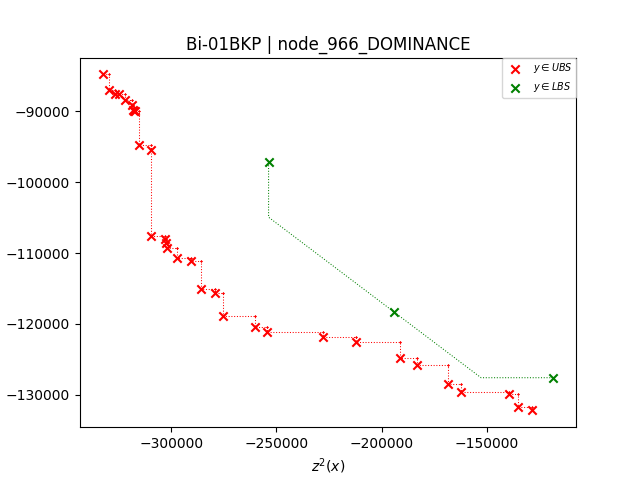 Bi-01BKP | node_966_DOMINANCE
y ∈ UBS
y ∈ LBS
−90000
−100000
−110000
−120000
−130000
−300000
−250000
−200000
−150000
z²(x)